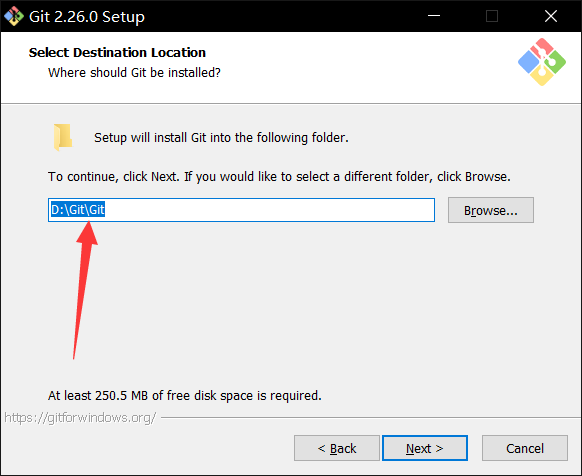 Git 2.26.0 Setup
Select Destination Location
Where should Git be installed?
Setup will install Git into the following folder.
To continue, click Next. If you would like to select a different folder, click Browse.
D:\Git\Git
Browse...
At least 250.5 MB of free disk space is required.
https://gitforwindows.org/
< Back
Next >
Cancel